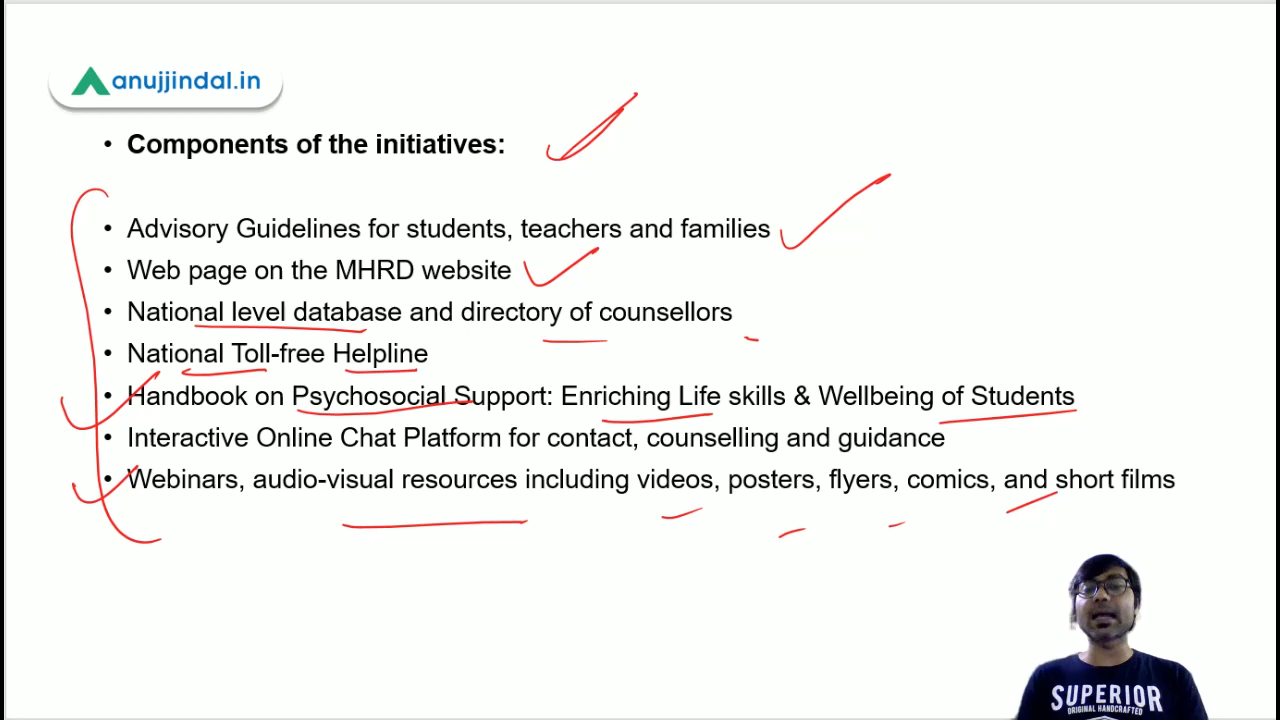 anujjindal.in
• Components of the initiatives:
• Advisory Guidelines for students, teachers and families
• Web page on the MHRD website
• National level database and directory of counsellors
• National Toll-free Helpline
• Handbook on Psychosocial Support: Enriching Life skills & Wellbeing of Students
• Interactive Online Chat Platform for contact, counselling and guidance
• Webinars, audio-visual resources including videos, posters, flyers, comics, and short films
SUPERIOR
ORIGINAL HANDCRAFTED